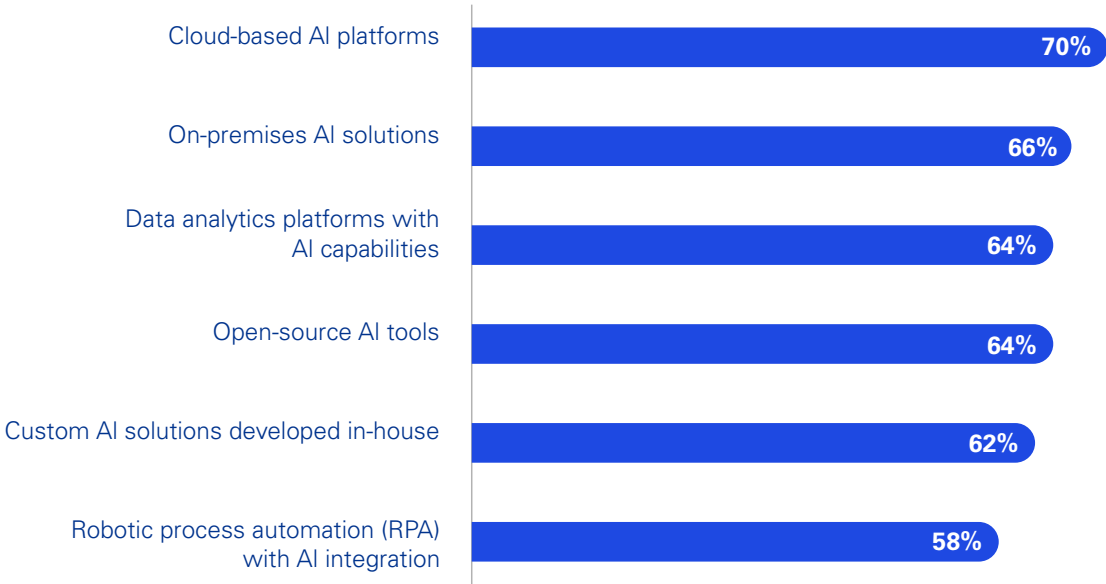 Cloud-based AI platforms
70%
On-premises AI solutions
66%
Data analytics platforms with
AI capabilities
64%
Open-source AI tools
64%
Custom AI solutions developed in-house
62%
Robotic process automation (RPA)
with AI integration
58%